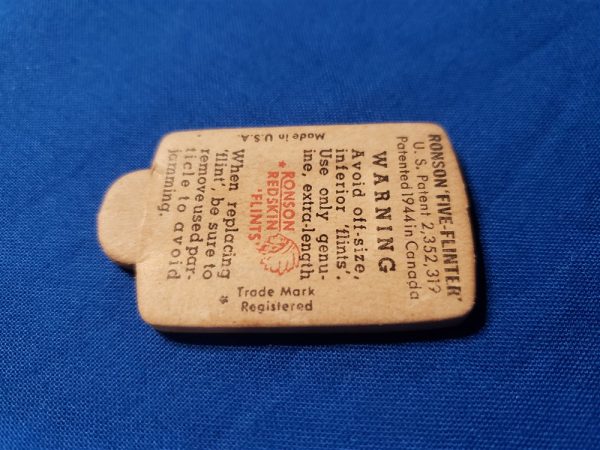 RONSON 'FIVE-FLINTER'
U. S. Patent 2,352,317
Patented 1944 in Canada
WARNING
Avoid off-size,
inferior 'flints'.
Use only genu-
ine, extra-length
* RONSON
REDSKIN
'FLINTS'
When replacing
'flint', be sure to
remove used par-
ticle to avoid
jamming.
* Trade Mark
Registered
Made in U.S.A.